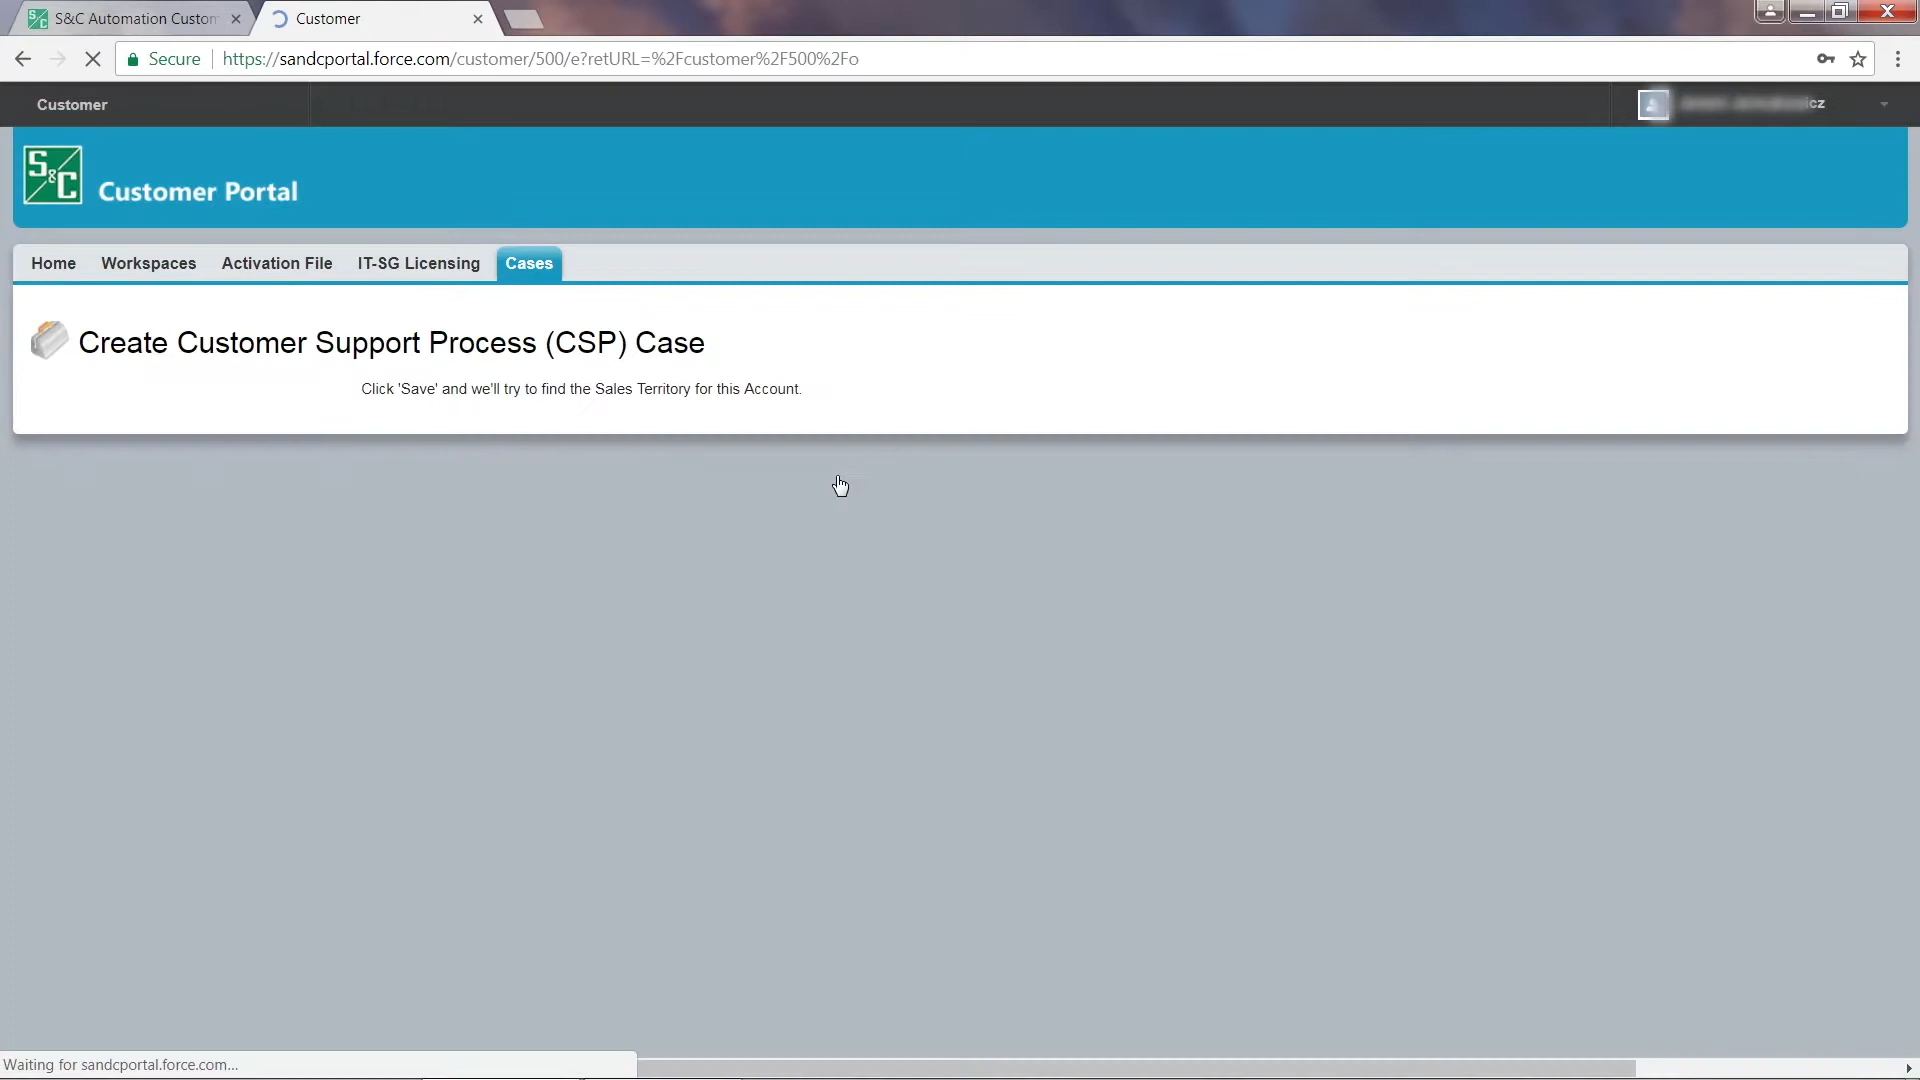 S&C Automation Custom
Customer
Secure
https://sandcportal.force.com/customer/500/e?retURL=%2Fcustomer%2F500%2Fo
Customer
cz
S&C
Customer Portal
Home Workspaces Activation File IT-SG Licensing Cases
Create Customer Support Process (CSP) Case
Click 'Save' and we'll try to find the Sales Territory for this Account.
Waiting for sandcportal.force.com...